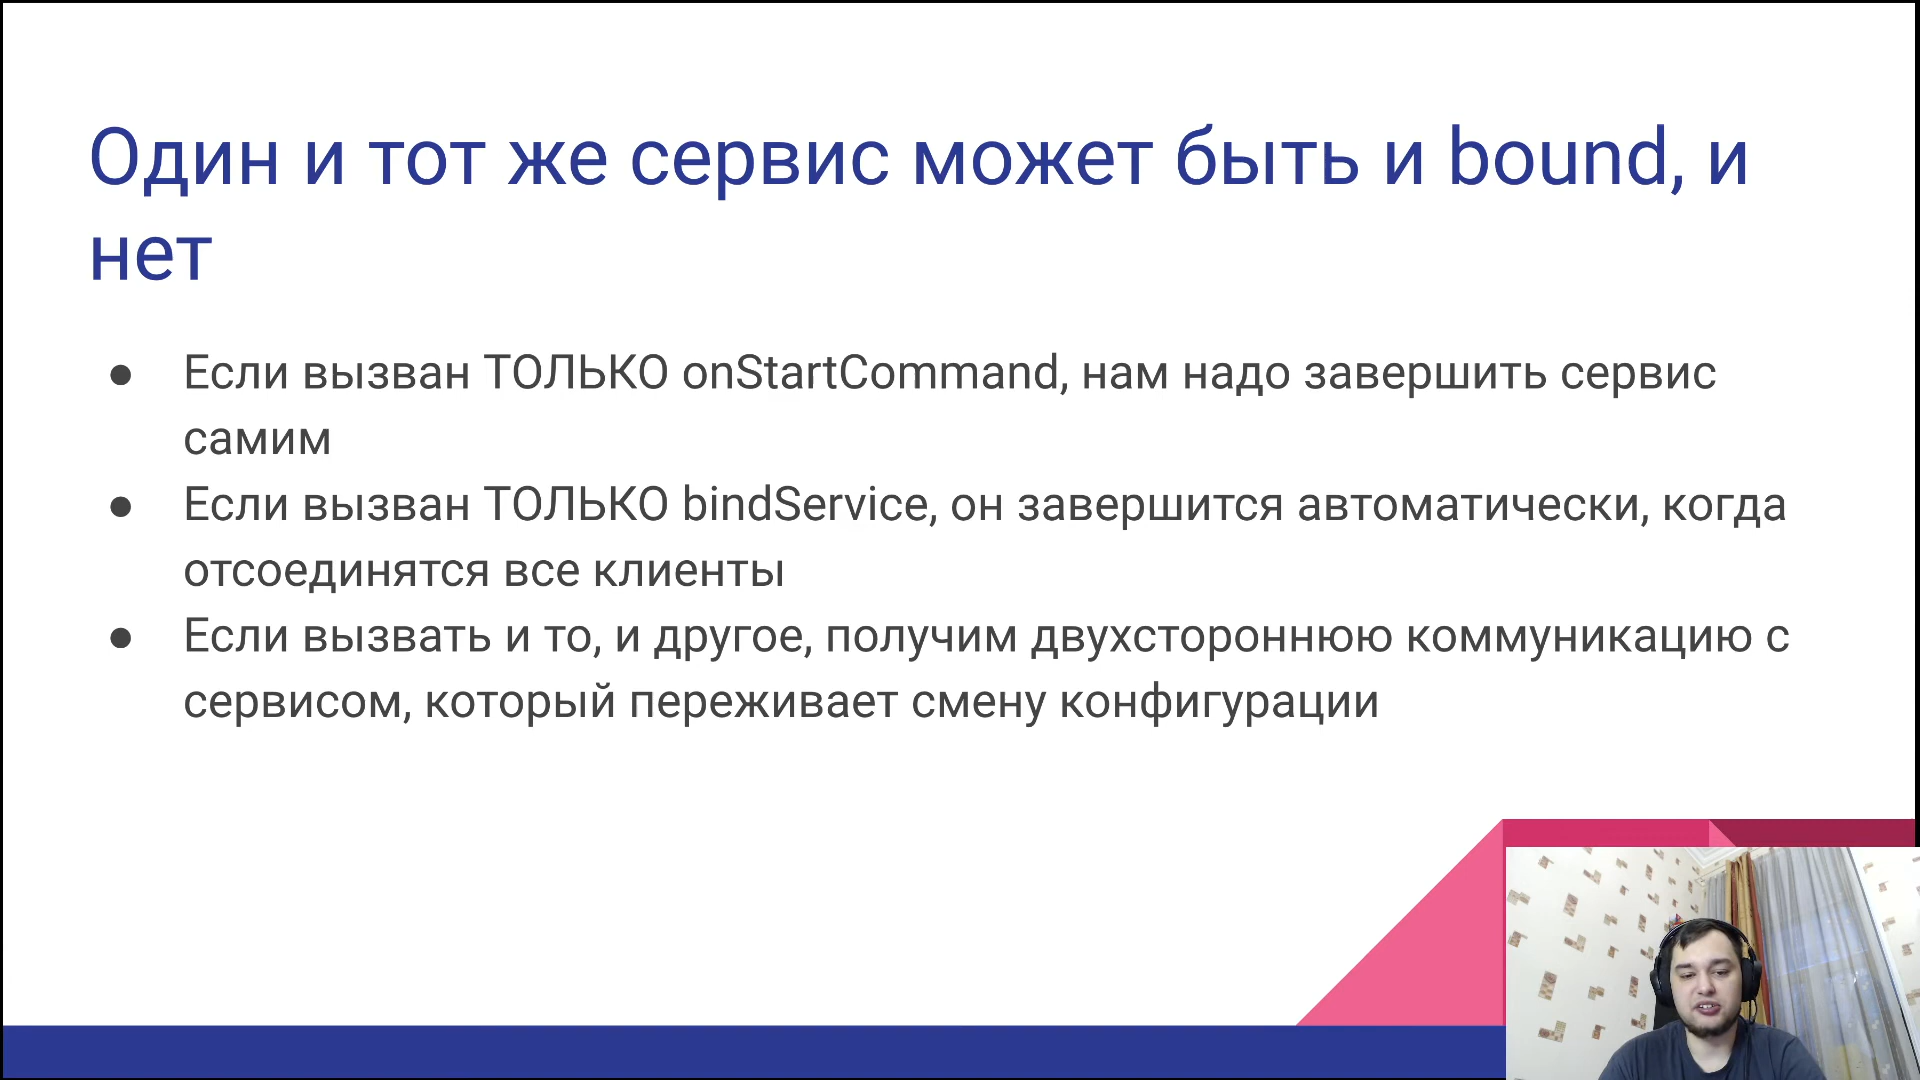 Один и тот же сервис может быть и bound, и
нет
● Если вызван ТОЛЬКО onStartCommand, нам надо завершить сервис
самим
● Если вызван ТОЛЬКО bindService, он завершится автоматически, когда
отсоединятся все клиенты
● Если вызвать и то, и другое, получим двухстороннюю коммуникацию с
сервисом, который переживает смену конфигурации